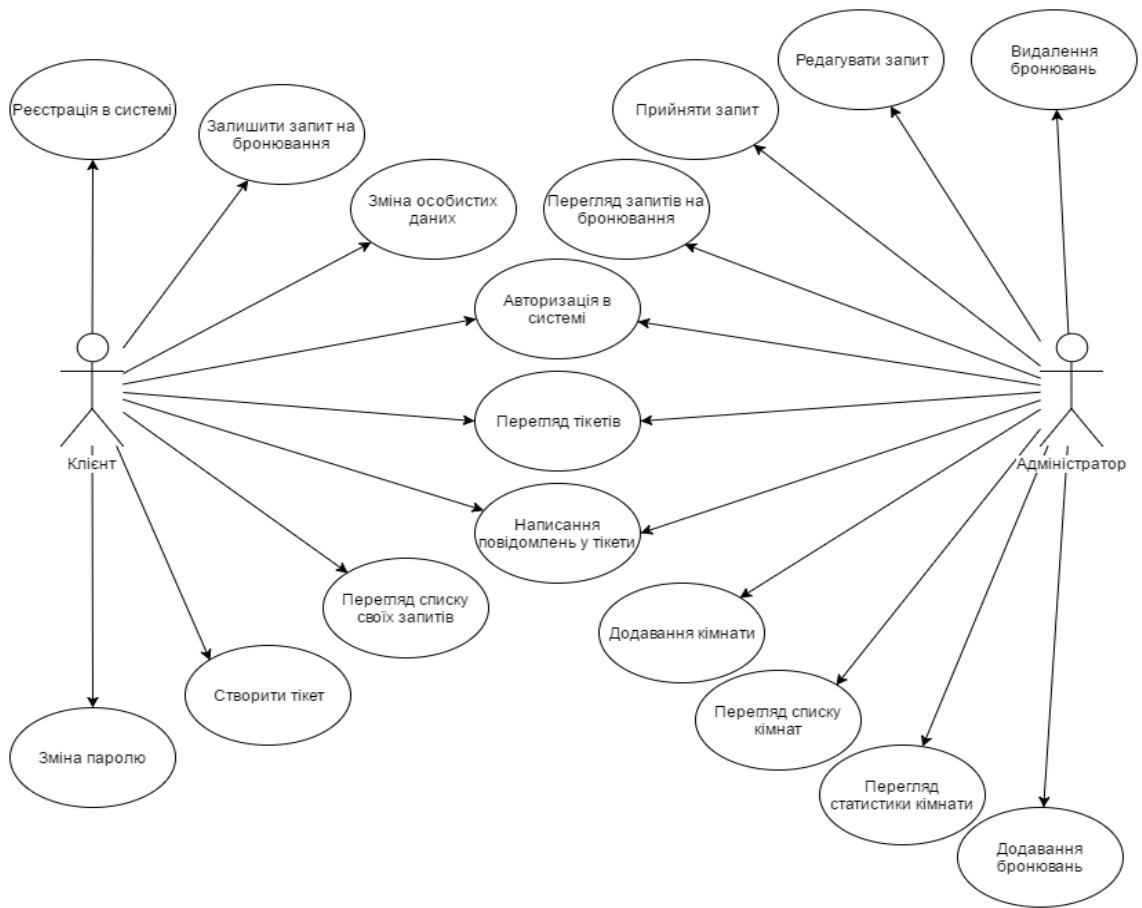 Реєстрація в системі
Залишити запит на
бронювання
Зміна особистих
даних
Прийняти запит
Редагувати запит
Видалення
бронювань
Перегляд запитів на
бронювання
Авторизація в
системі
Перегляд тікетів
Написання
повідомлень у тікети
Клієнт
Адміністратор
Перегляд списку
своїх запитів
Створити тікет
Зміна паролю
Додавання кімнати
Перегляд списку
кімнат
Перегляд
статистики кімнати
Додавання
бронювань